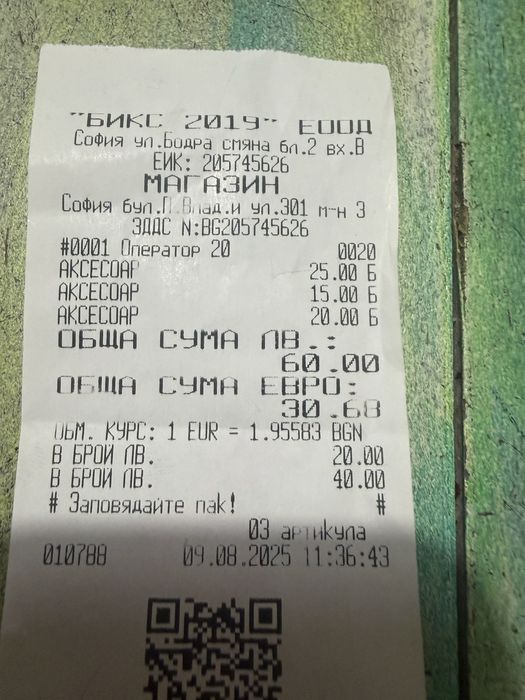 "БИКС 2019" ЕООД
София ул.Бодра смяна бл.2 вх.В
ЕИК: 205745626
МАГАЗИН
София бул.П.Влад.и ул.301 м-н 3
ЗДДС N:BG205745626
#0001 Оператор 20 0020
АКСЕСОАР 25.00 Б
АКСЕСОАР 15.00 Б
АКСЕСОАР 20.00 Б
ОБЩА СУМА ЛВ.:
60.00
ОБЩА СУМА ЕВРО:
30.68
ОБМ. КУРС: 1 EUR = 1.95583 BGN
В БРОЙ ЛВ. 20.00
В БРОЙ ЛВ. 40.00
# Заповядайте пак! #
03 артикула
010788 09.08.2025 11:36:43